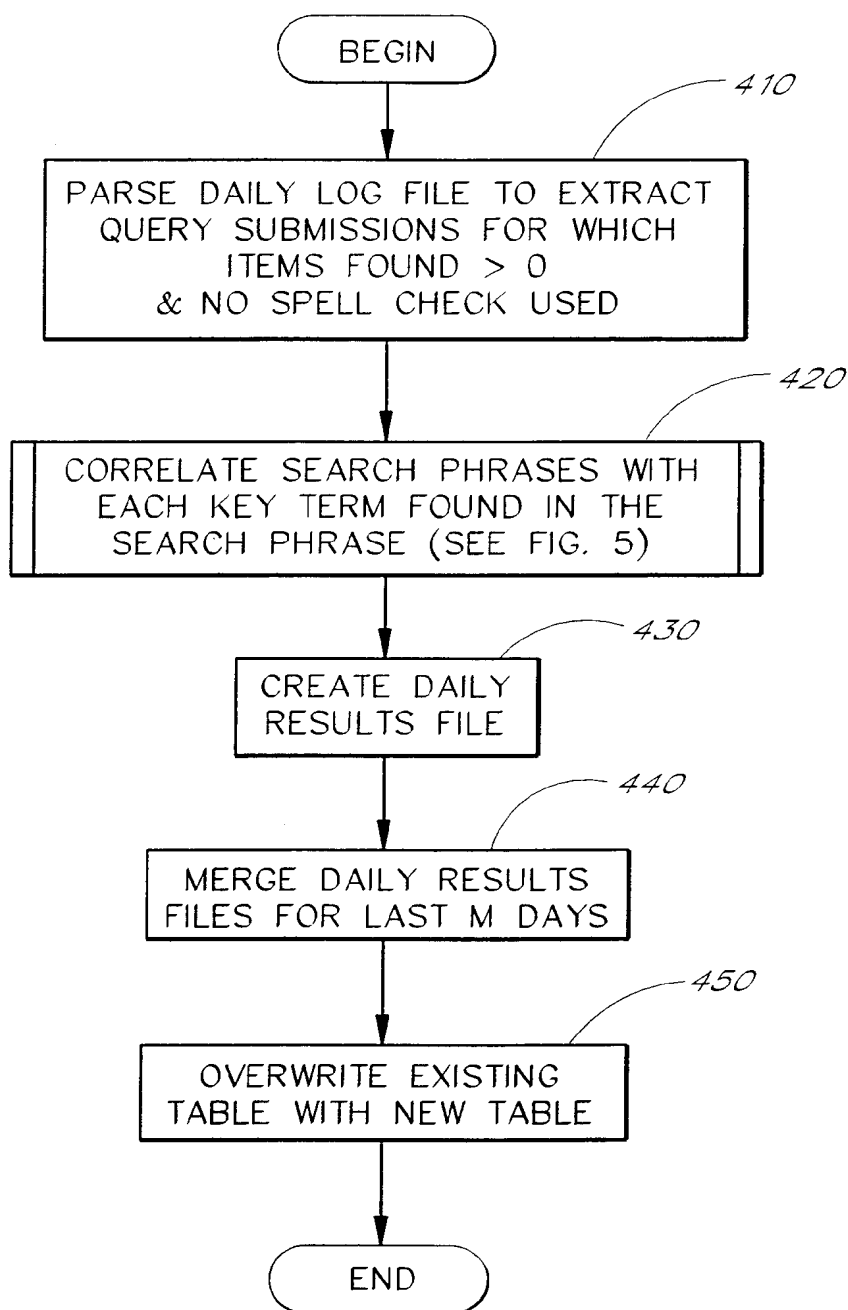 BEGIN
410
PARSE DAILY LOG FILE TO EXTRACT
QUERY SUBMISSIONS FOR WHICH
ITEMS FOUND > 0
& NO SPELL CHECK USED
420
CORRELATE SEARCH PHRASES WITH
EACH KEY TERM FOUND IN THE
SEARCH PHRASE (SEE FIG. 5)
430
CREATE DAILY
RESULTS FILE
440
MERGE DAILY RESULTS
FILES FOR LAST M DAYS
450
OVERWRITE EXISTING
TABLE WITH NEW TABLE
END